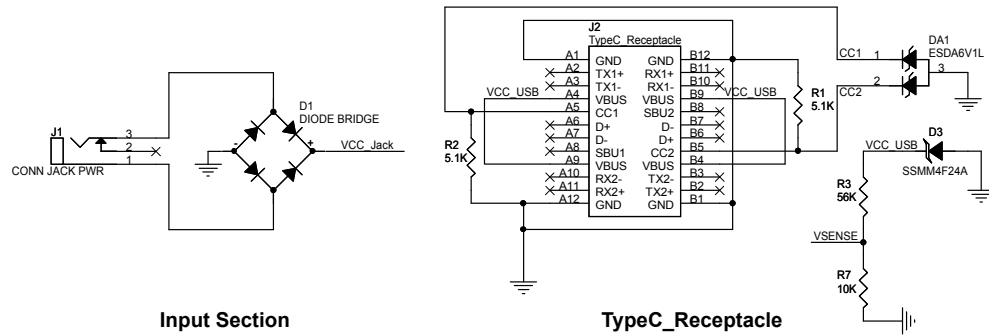 J1
CONN JACK PWR
3
2
1
D1
DIODE BRIDGE
-
+
VCC_Jack
Input Section
J2
TypeC_Receptacle
A1 GND GND B12
A2 TX1+ RX1+ B11
A3 TX1- RX1- B10
A4 VBUS VBUS B9
A5 CC1 SBU2 B8
A6 D+ D- B7
A7 D- D+ B6
A8 SBU1 CC2 B5
A9 VBUS VBUS B4
A10 RX2- TX2- B3
A11 RX2+ TX2+ B2
A12 GND GND B1
VCC_USB
VCC_USB
R2
5.1K
R1
5.1K
CC1
1
CC2
2
3
DA1
ESDA6V1L
VCC_USB
D3
SSMM4F24A
R3
56K
VSENSE
R7
10K
TypeC_Receptacle